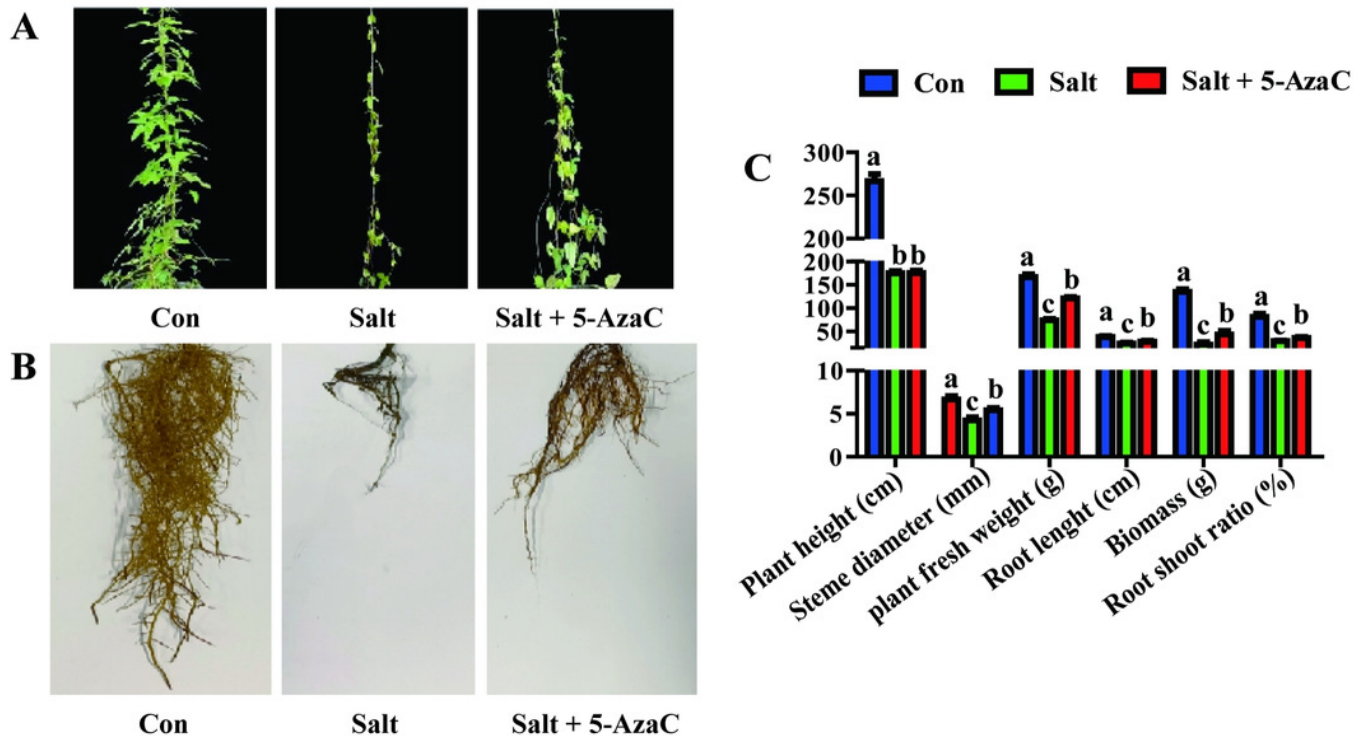 A
Con
Salt
Salt + 5-AzaC
B
Con
Salt
Salt + 5-AzaC
Con Salt Salt + 5-AzaC
C
300
250
200
200
150
100
50
10
5
0
a
b b
a
c
b
a
c
b
a
c
b
a
c
b
a
c
b
Plant height (cm)
Steme diameter (mm)
plant fresh weight (g)
Root lenght (cm)
Biomass (g)
Root shoot ratio (%)